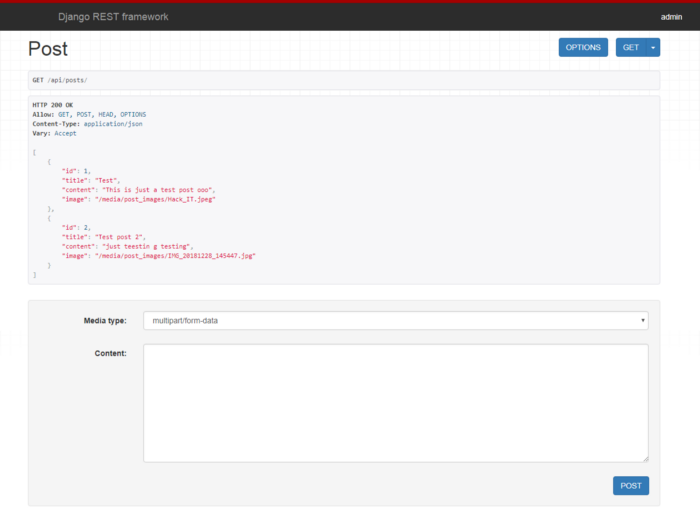 Django REST framework
admin
Post
OPTIONS
GET
GET /api/posts/
HTTP 200 OK
Allow: GET, POST, HEAD, OPTIONS
Content-Type: application/json
Vary: Accept
[
{
"id": 1,
"title": "Test",
"content": "This is just a test post ooo",
"image": "/media/post_images/Hack_IT.jpeg"
},
{
"id": 2,
"title": "Test post 2",
"content": "just teestin g testing",
"image": "/media/post_images/IMG_20181228_145447.jpg"
}
]
Media type:
multipart/form-data
Content:
POST